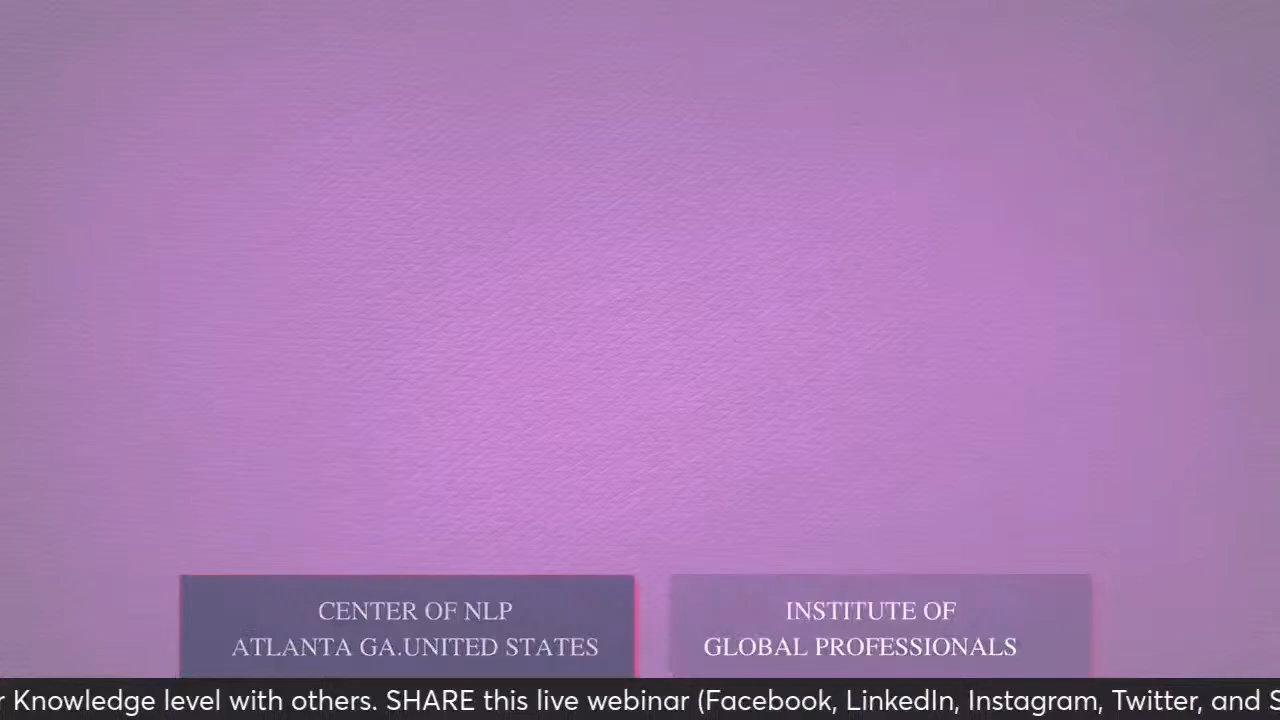 CENTER OF NLP
ATLANTA GA.UNITED STATES
INSTITUTE OF
GLOBAL PROFESSIONALS
Knowledge level with others. SHARE this live webinar (Facebook, LinkedIn, Instagram, Twitter, and